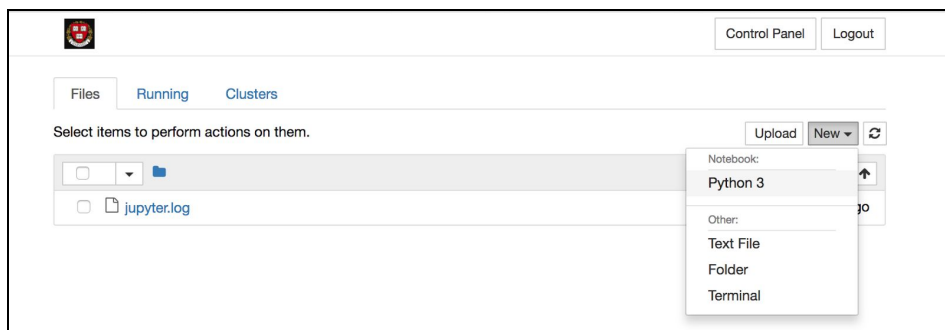 Control Panel Logout
Files Running Clusters
Select items to perform actions on them.
Upload New
Notebook:
Python 3
jupyter.log
go
Other:
Text File
Folder
Terminal